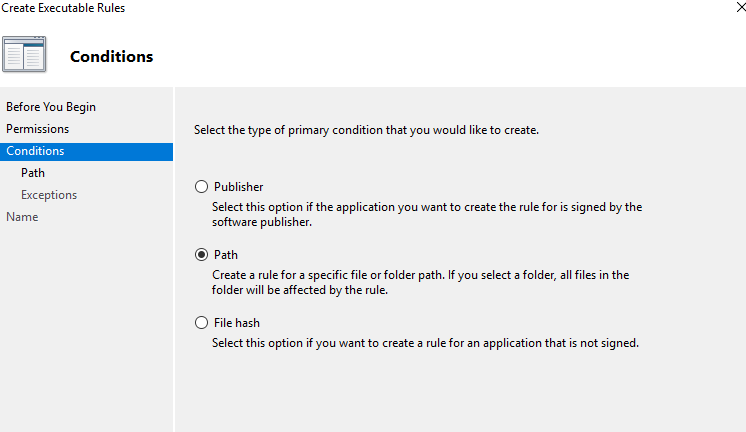 Create Executable Rules
Conditions
Before You Begin
Permissions
Conditions
Path
Exceptions
Name
Select the type of primary condition that you would like to create.
Publisher
Select this option if the application you want to create the rule for is signed by the
software publisher.
Path
Create a rule for a specific file or folder path. If you select a folder, all files in the
folder will be affected by the rule.
File hash
Select this option if you want to create a rule for an application that is not signed.